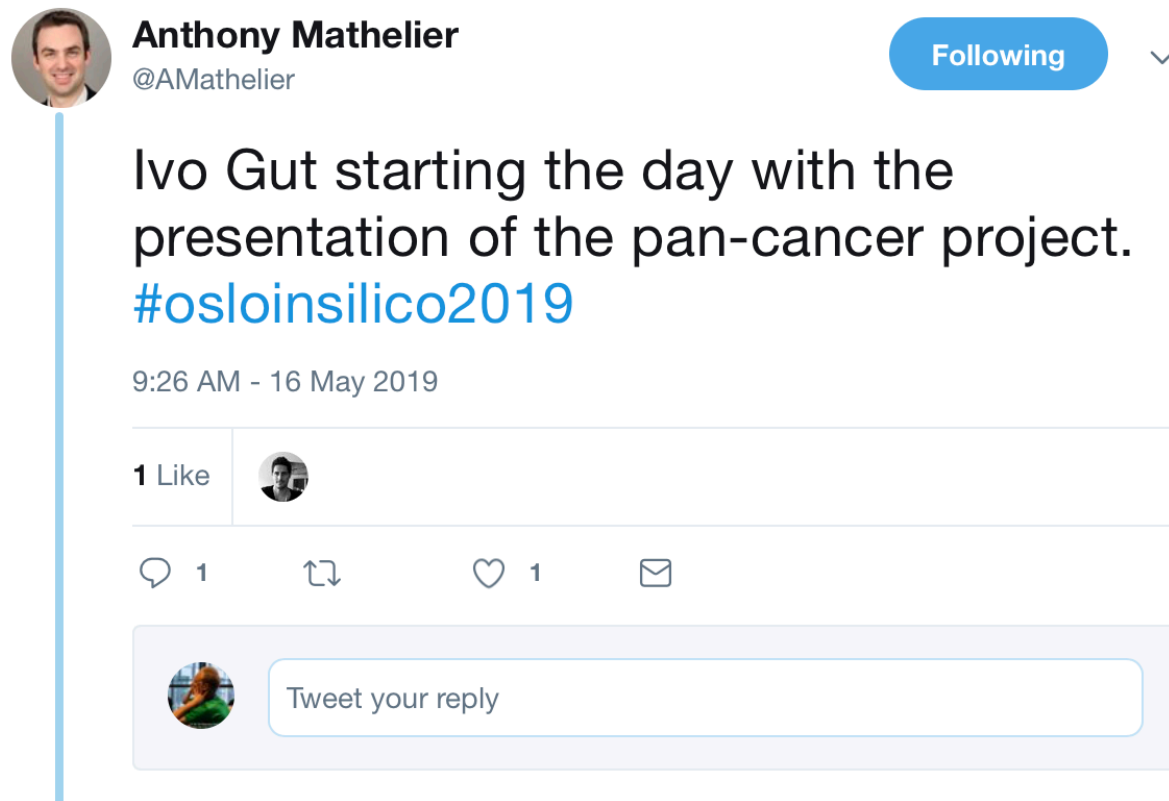 Anthony Mathelier
@AMathelier
Following
Ivo Gut starting the day with the
presentation of the pan-cancer project.
#osloinsilico2019
9:26 AM - 16 May 2019
1 Like
1 1
Tweet your reply